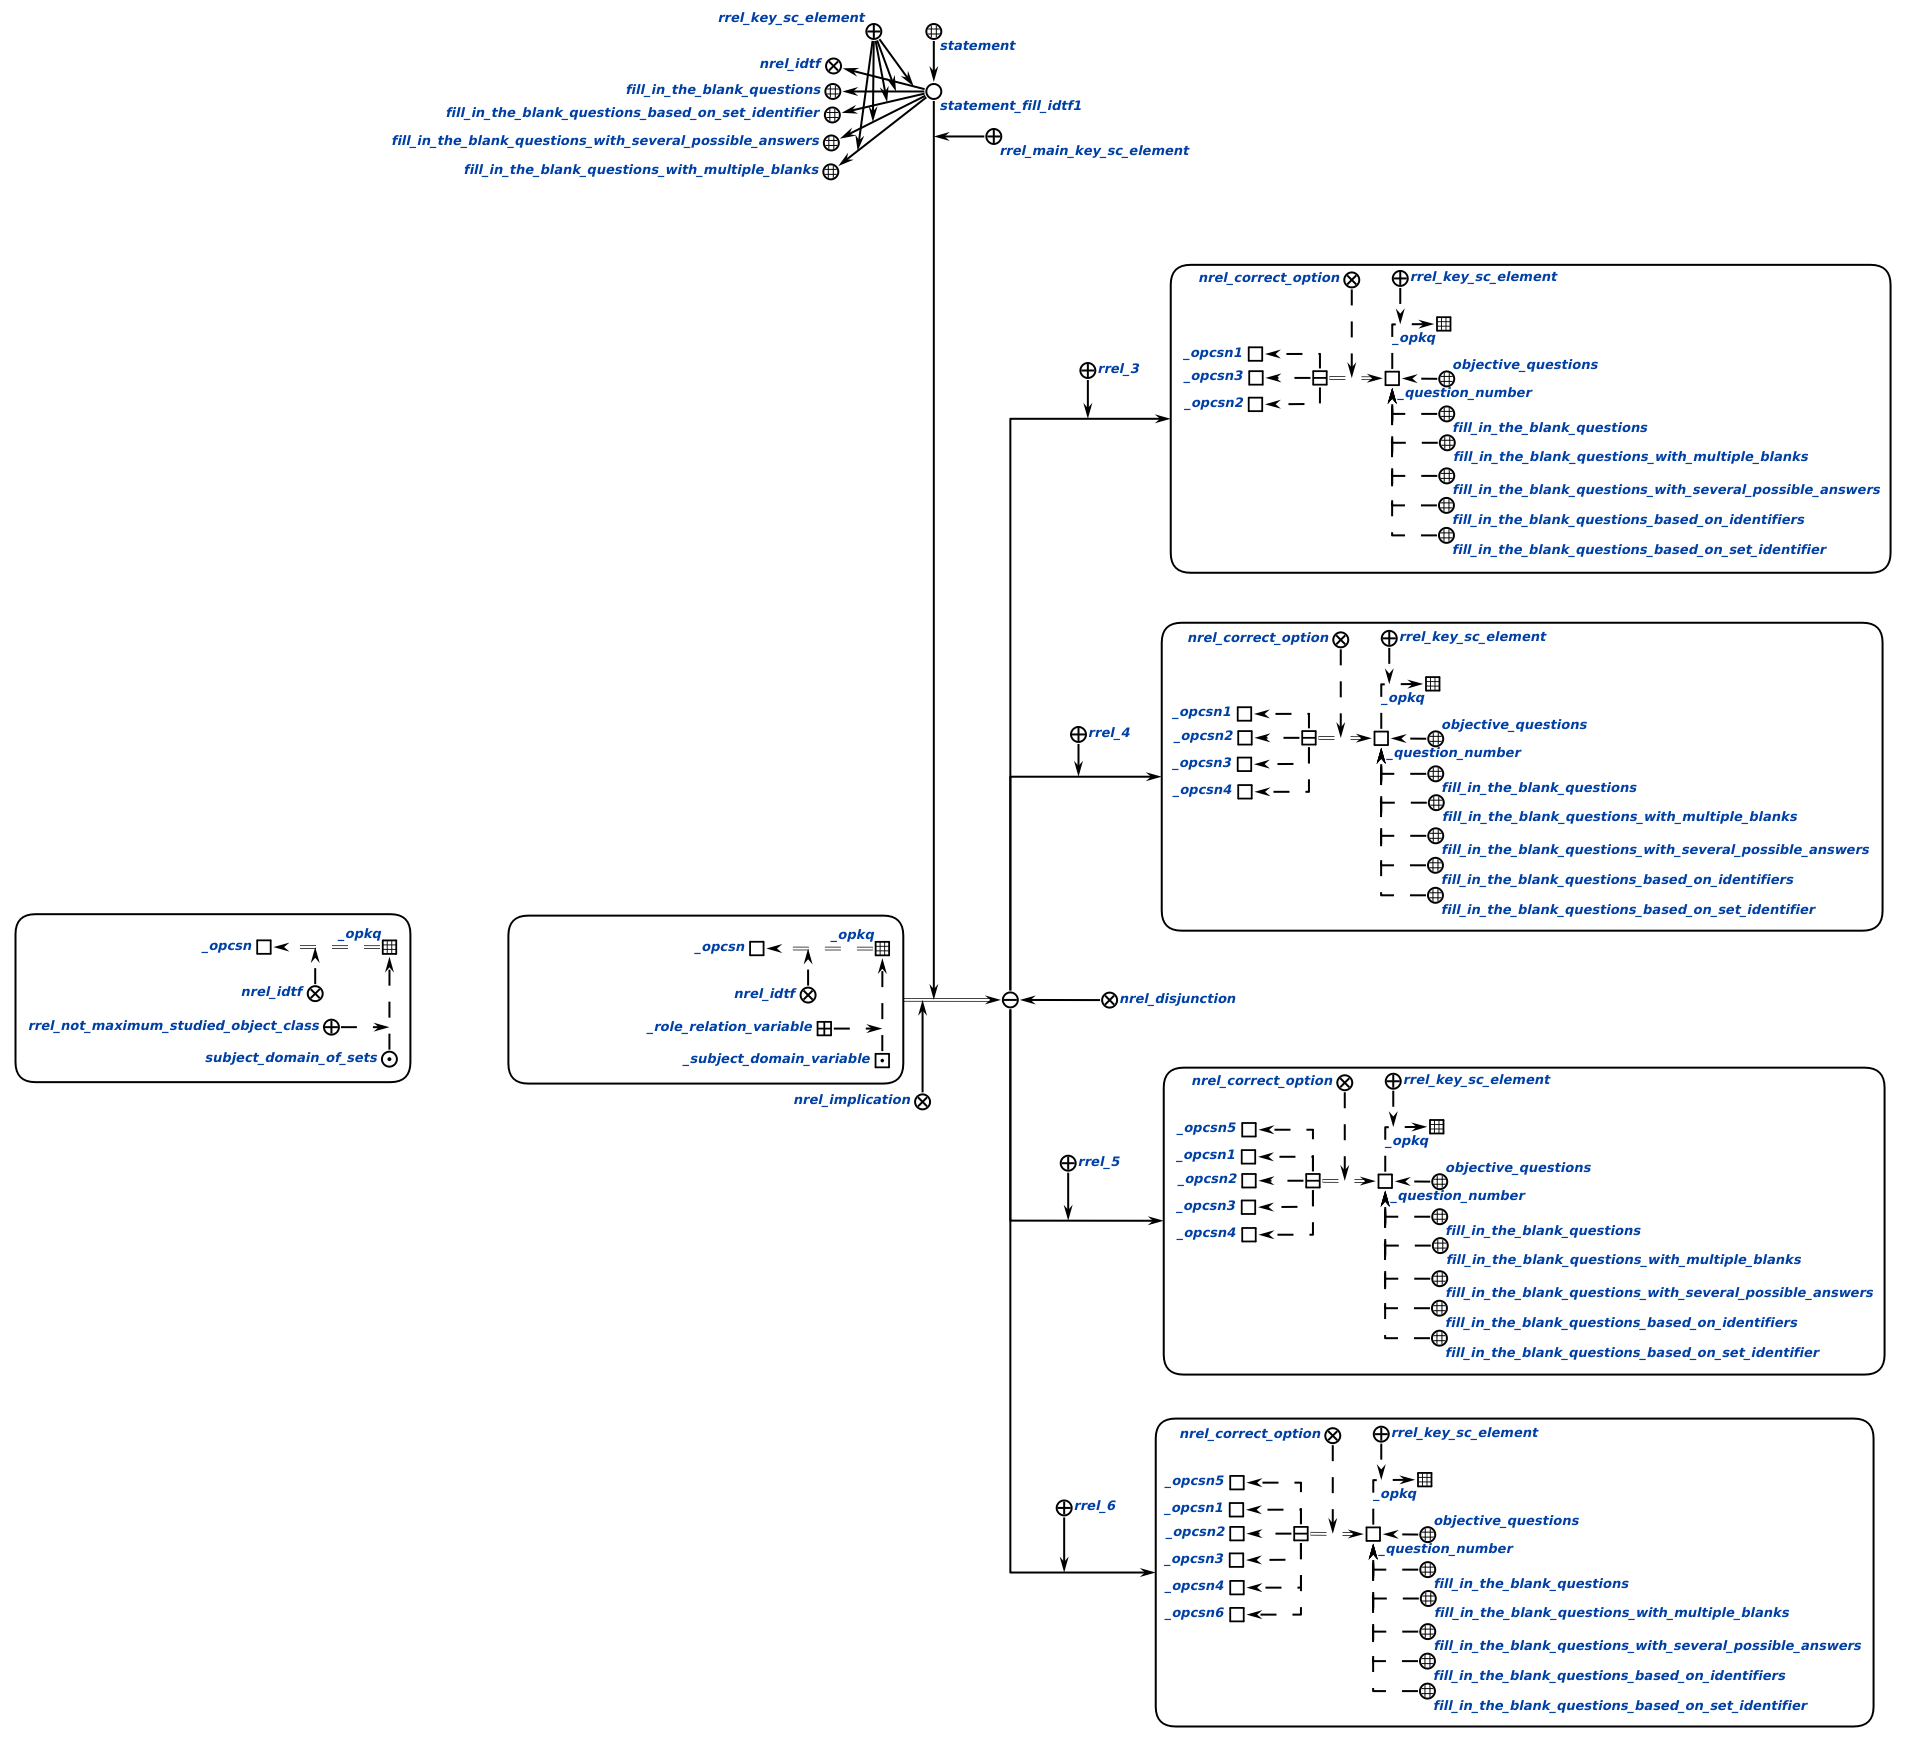 rrel_key_sc_element
statement
nrel_idtf
fill_in_the_blank_questions
statement_fill_idtf1
fill_in_the_blank_questions_based_on_set_identifier
fill_in_the_blank_questions_with_several_possible_answers
rrel_main_key_sc_element
fill_in_the_blank_questions_with_multiple_blanks
nrel_correct_option
rrel_key_sc_element
_opkq
_opcsn1
objective_questions
rrel_3
_opcsn3
_question_number
_opcsn2
fill_in_the_blank_questions
fill_in_the_blank_questions_with_multiple_blanks
fill_in_the_blank_questions_with_several_possible_answers
fill_in_the_blank_questions_based_on_identifiers
fill_in_the_blank_questions_based_on_set_identifier
nrel_correct_option
rrel_key_sc_element
_opkq
_opcsn1
objective_questions
rrel_4
_opcsn2
_question_number
_opcsn3
fill_in_the_blank_questions
_opcsn4
fill_in_the_blank_questions_with_multiple_blanks
fill_in_the_blank_questions_with_several_possible_answers
fill_in_the_blank_questions_based_on_identifiers
fill_in_the_blank_questions_based_on_set_identifier
_opkq
_opcsn
nrel_idtf
rrel_not_maximum_studied_object_class
subject_domain_of_sets
_opkq
_opcsn
nrel_idtf
_role_relation_variable
_subject_domain_variable
nrel_implication
nrel_disjunction
nrel_correct_option
rrel_key_sc_element
_opcsn5
_opkq
_opcsn1
rrel_5
objective_questions
_opcsn2
_question_number
_opcsn3
fill_in_the_blank_questions
_opcsn4
fill_in_the_blank_questions_with_multiple_blanks
fill_in_the_blank_questions_with_several_possible_answers
fill_in_the_blank_questions_based_on_identifiers
fill_in_the_blank_questions_based_on_set_identifier
nrel_correct_option
rrel_key_sc_element
_opcsn5
_opkq
rrel_6
_opcsn1
objective_questions
_opcsn2
_question_number
_opcsn3
fill_in_the_blank_questions
_opcsn4
_opcsn6
fill_in_the_blank_questions_with_multiple_blanks
fill_in_the_blank_questions_with_several_possible_answers
fill_in_the_blank_questions_based_on_identifiers
fill_in_the_blank_questions_based_on_set_identifier